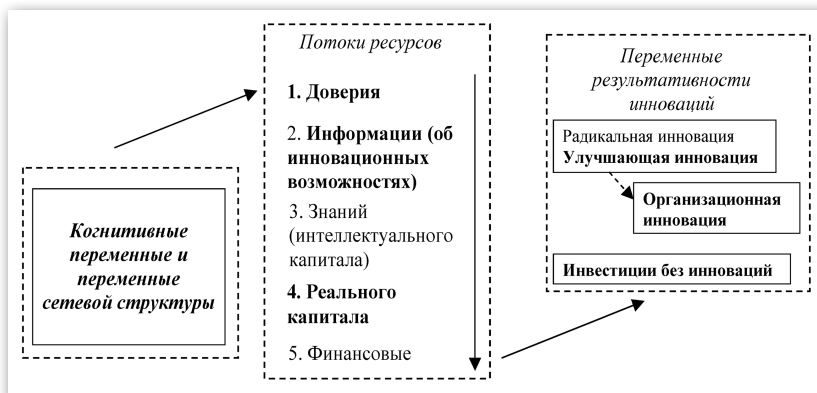 Когнитивные
переменные и
переменные
сетевой структуры
Потоки ресурсов
1. Доверия
2. Информации (об
инновационных
возможностях)
3. Знаний
(интеллектуального
капитала)
4. Реального
капитала
5. Финансовые
Переменные
результативности
инноваций
Радикальная инновация
Улучшающая инновация
Организационная
инновация
Инвестиции без инноваций